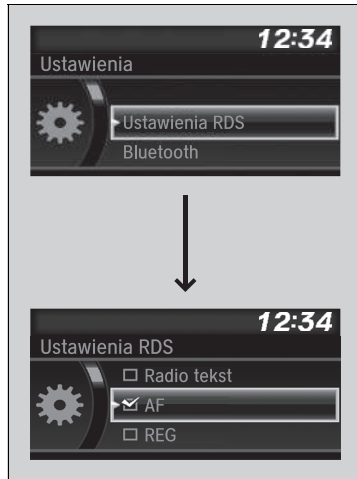 12:34
Ustawienia
Ustawienia RDS
Bluetooth
12:34
Ustawienia RDS
Radio tekst
AF
REG